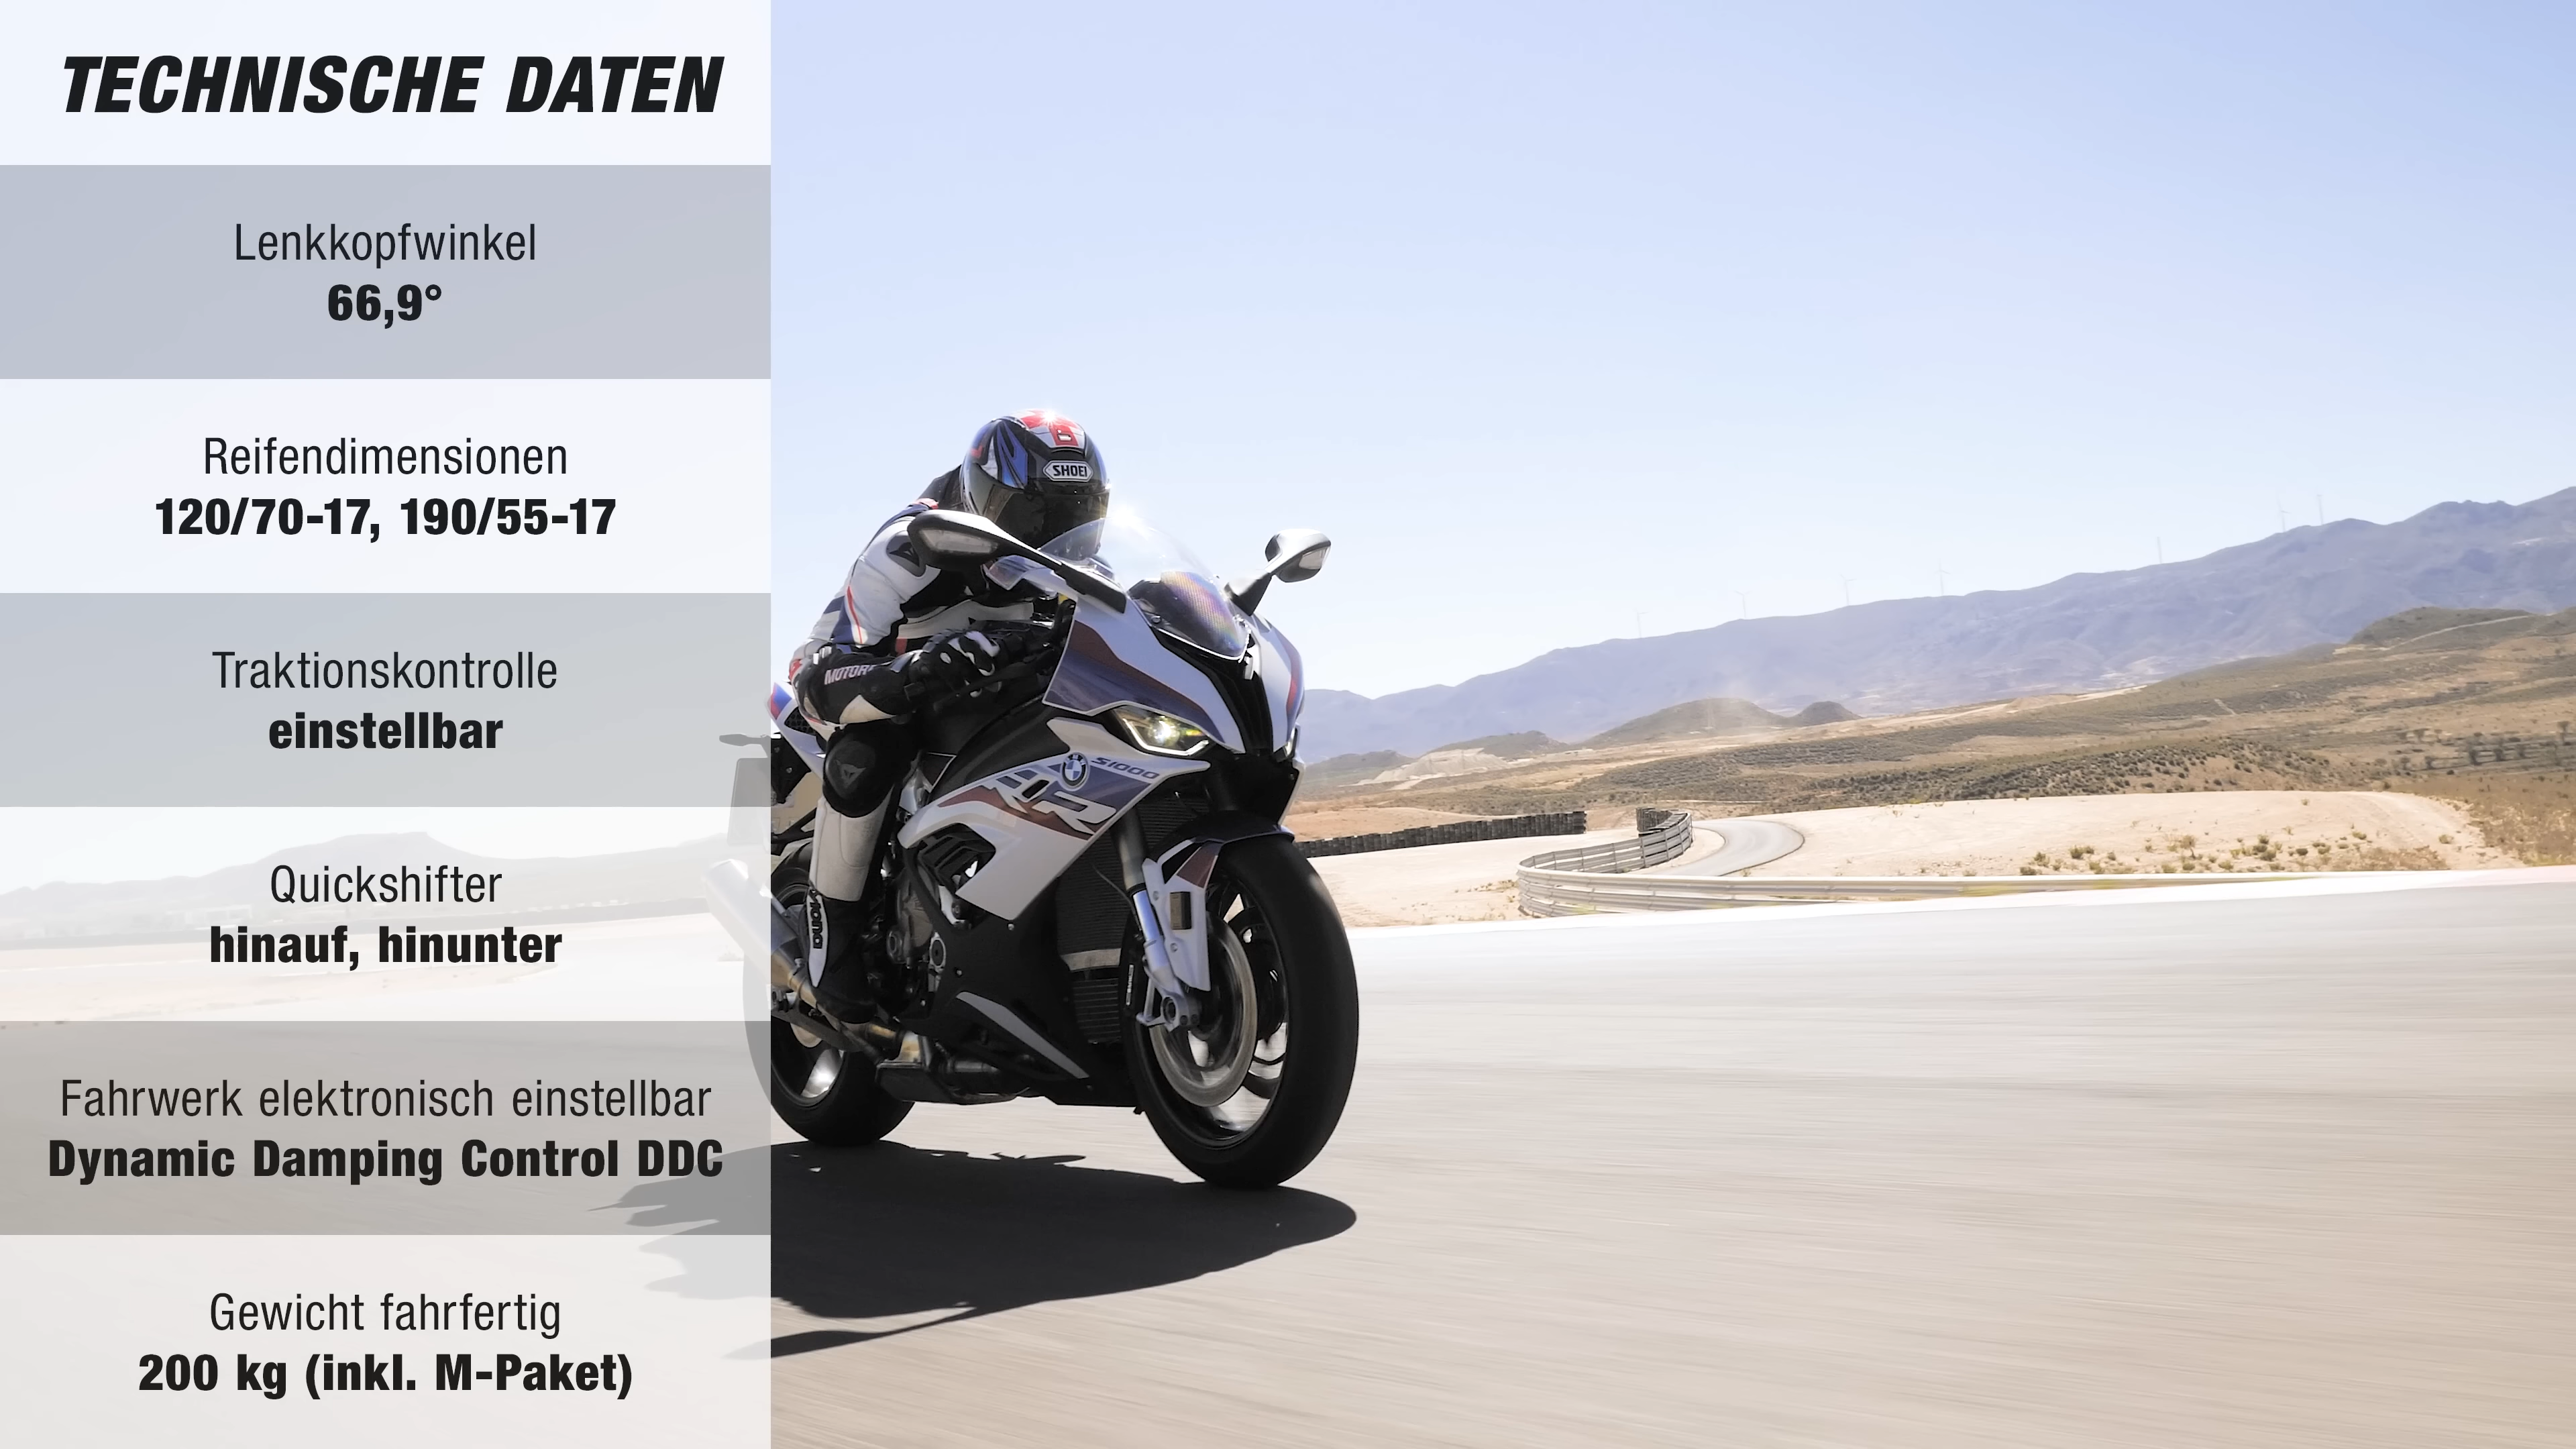 TECHNISCHE DATEN
Lenkkopfwinkel
66,9°
Reifendimensionen
120/70-17, 190/55-17
Traktionskontrolle
einstellbar
Quickshifter
hinauf, hinunter
Fahrwerk elektronisch einstellbar
Dynamic Damping Control DDC
Gewicht fahrfertig
200 kg (inkl. M-Paket)
SHOEI
S1000
RR